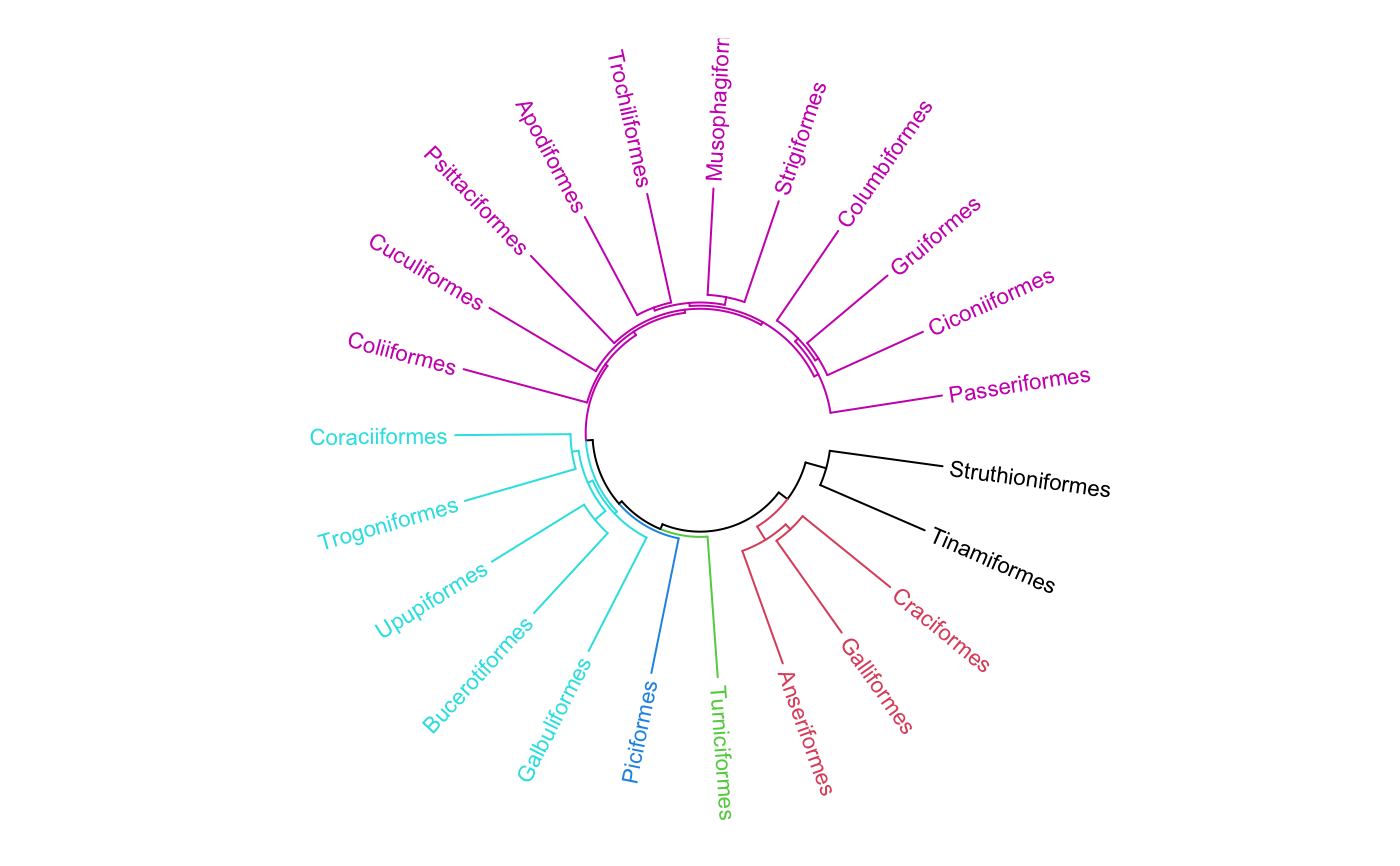 Musophagiforr
Trochiliformes
Strigiformes
Apodiformes
Columbiformes
Psittaciformes
Gruiformes
Cuculiformes
Ciconiiformes
Coliiformes
Passeriformes
Coraciiformes
Struthioniformes
Trogoniformes
Tinamiformes
Upupiformes
Craciformes
Bucerotiformes
Galliformes
Galbuliformes
Anseriformes
Piciformes
Turniciformes